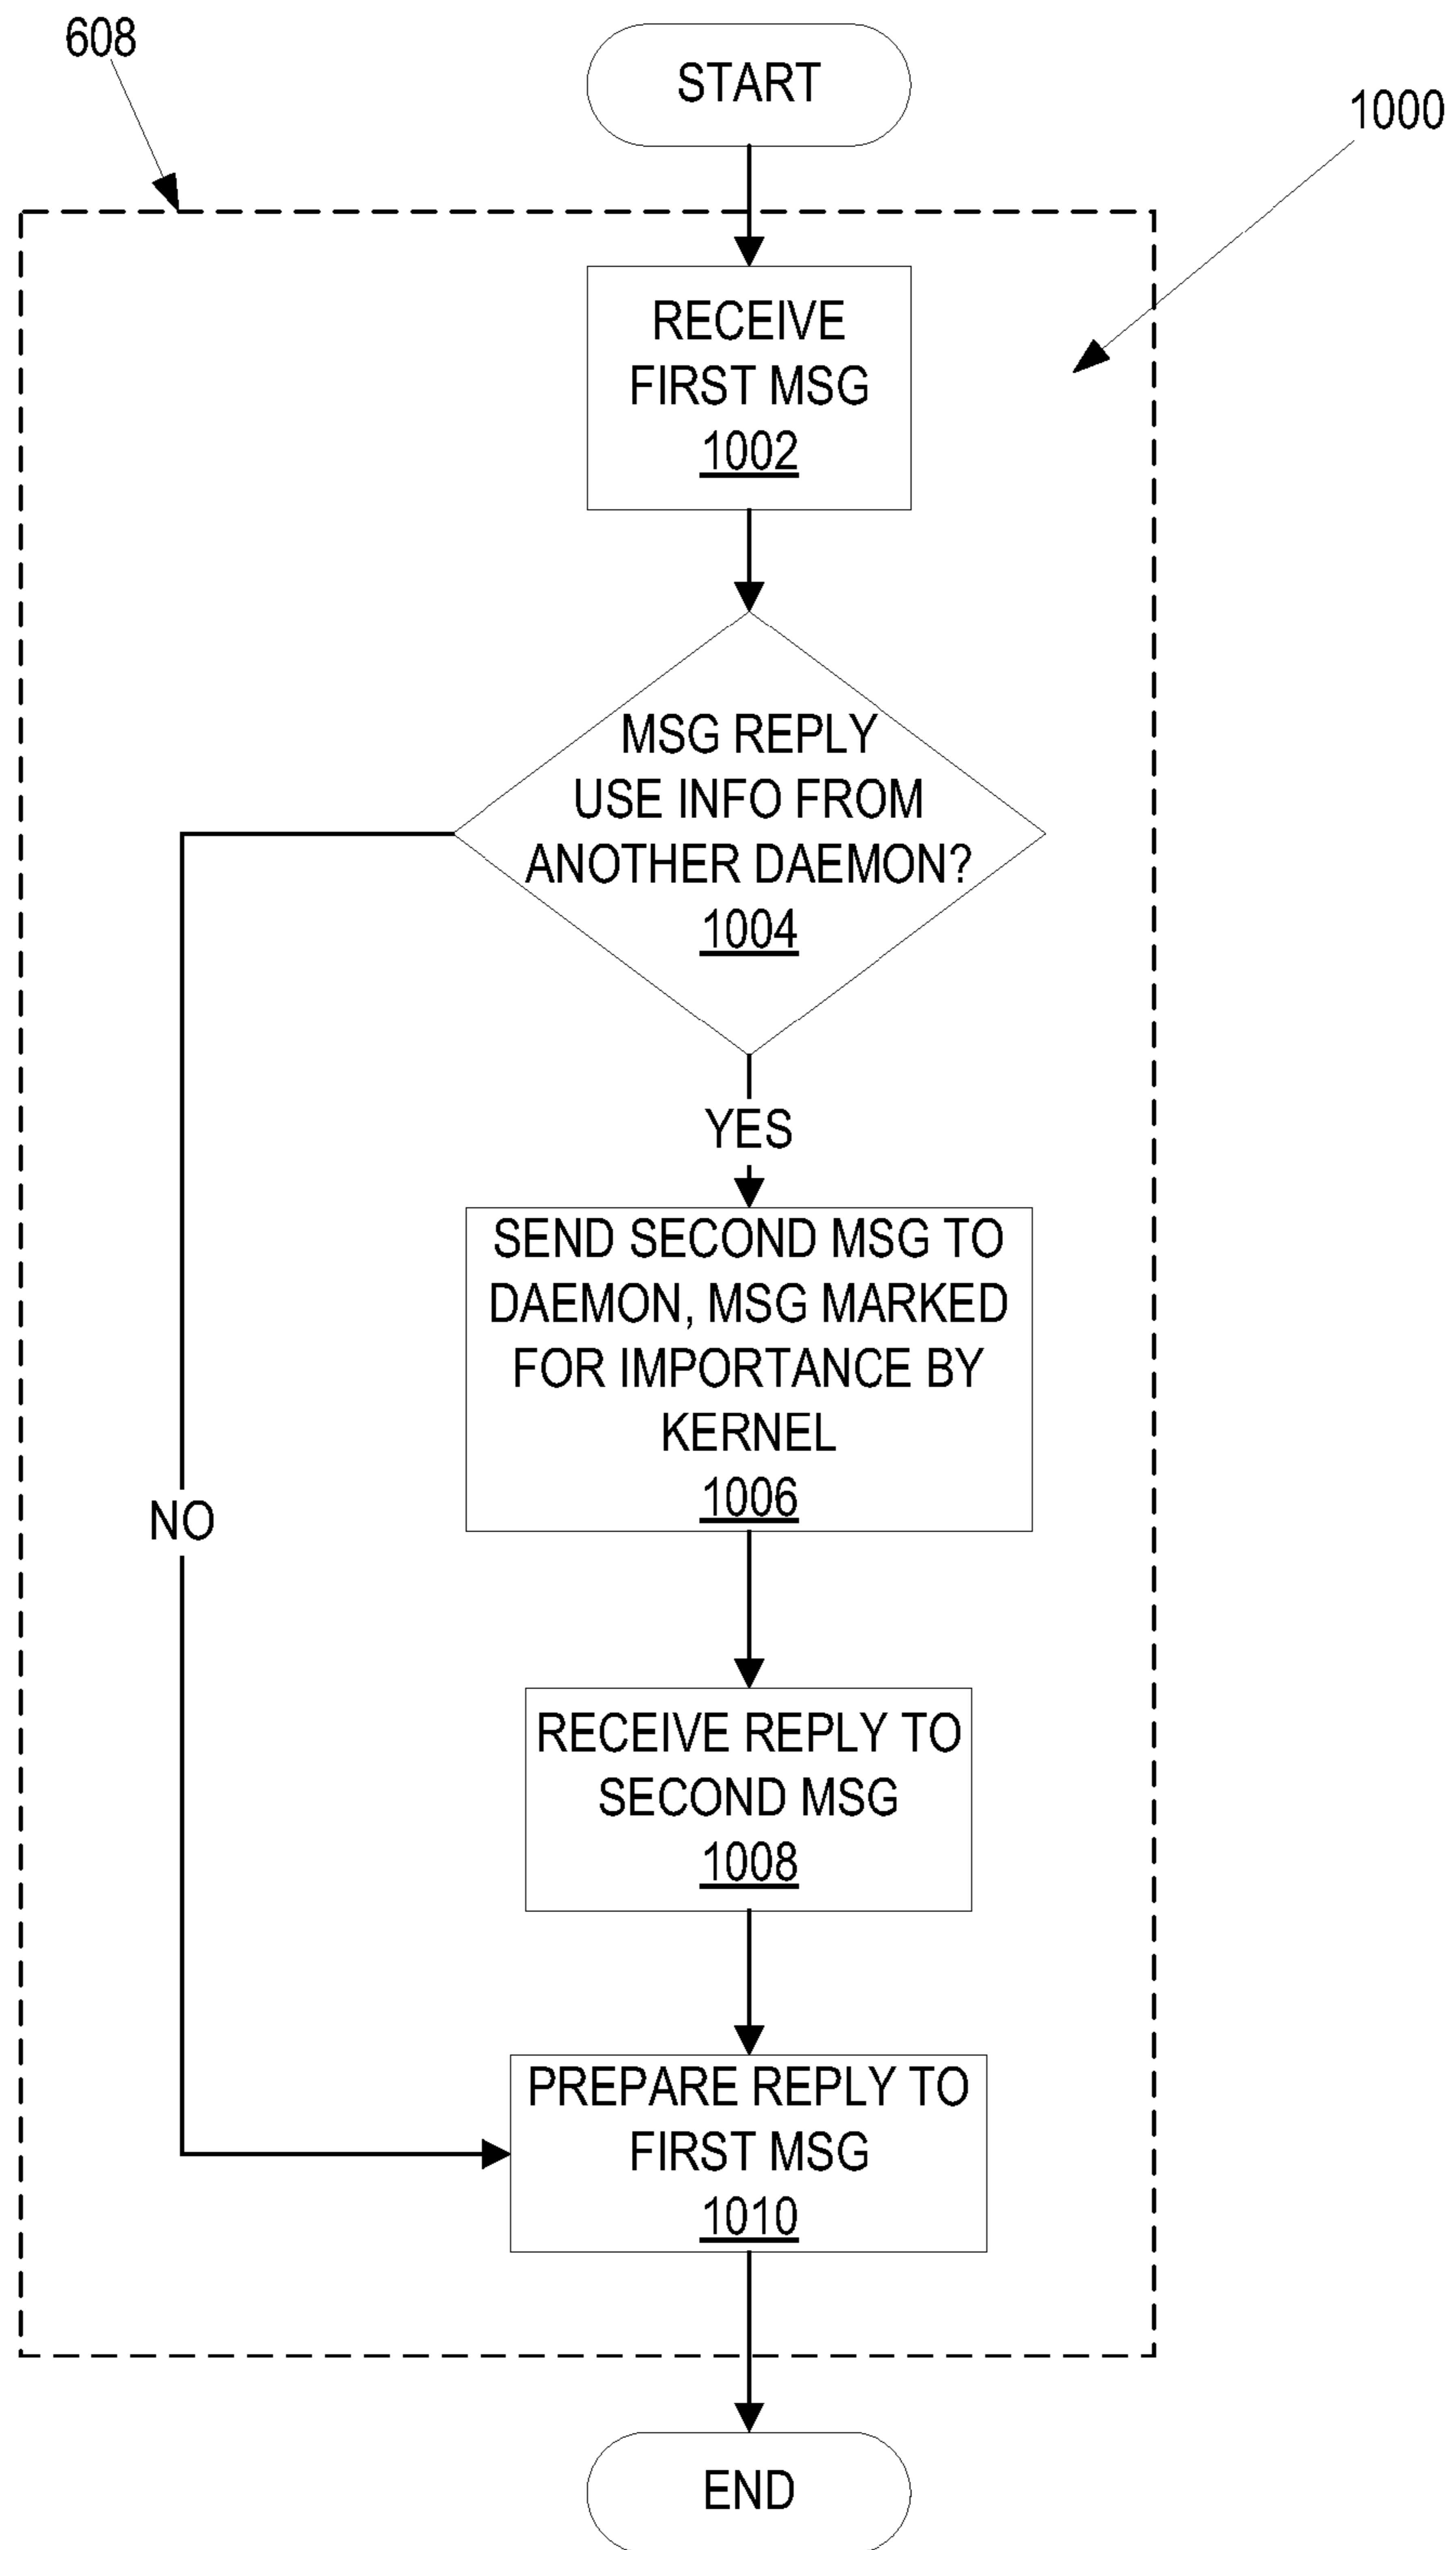 608
START
1000
RECEIVE
FIRST MSG
1002
MSG REPLY
USE INFO FROM
ANOTHER DAEMON?
1004
YES
SEND SECOND MSG TO
DAEMON, MSG MARKED
FOR IMPORTANCE BY
KERNEL
1006
NO
RECEIVE REPLY TO
SECOND MSG
1008
PREPARE REPLY TO
FIRST MSG
1010
END